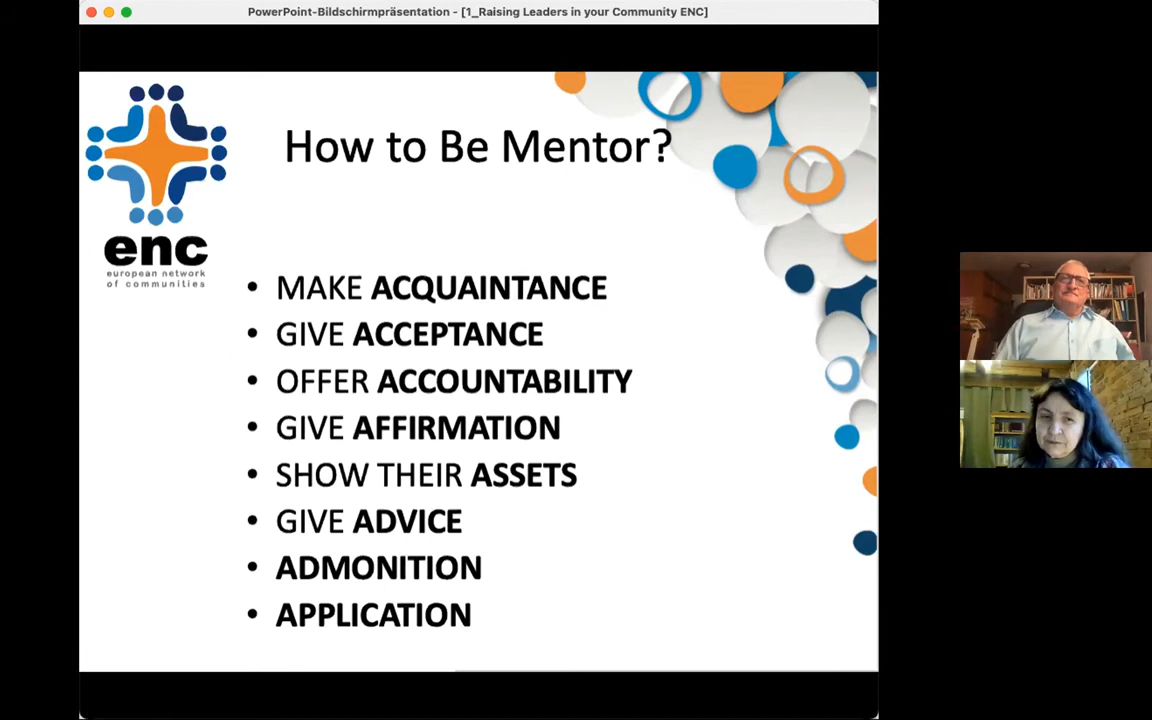 PowerPoint-Bildschirmpräsentation - [1_Raising Leaders in your Community ENC]
enc
european network
of communities
How to Be Mentor?
• MAKE ACQUAINTANCE
• GIVE ACCEPTANCE
• OFFER ACCOUNTABILITY
• GIVE AFFIRMATION
• SHOW THEIR ASSETS
• GIVE ADVICE
• ADMONITION
• APPLICATION